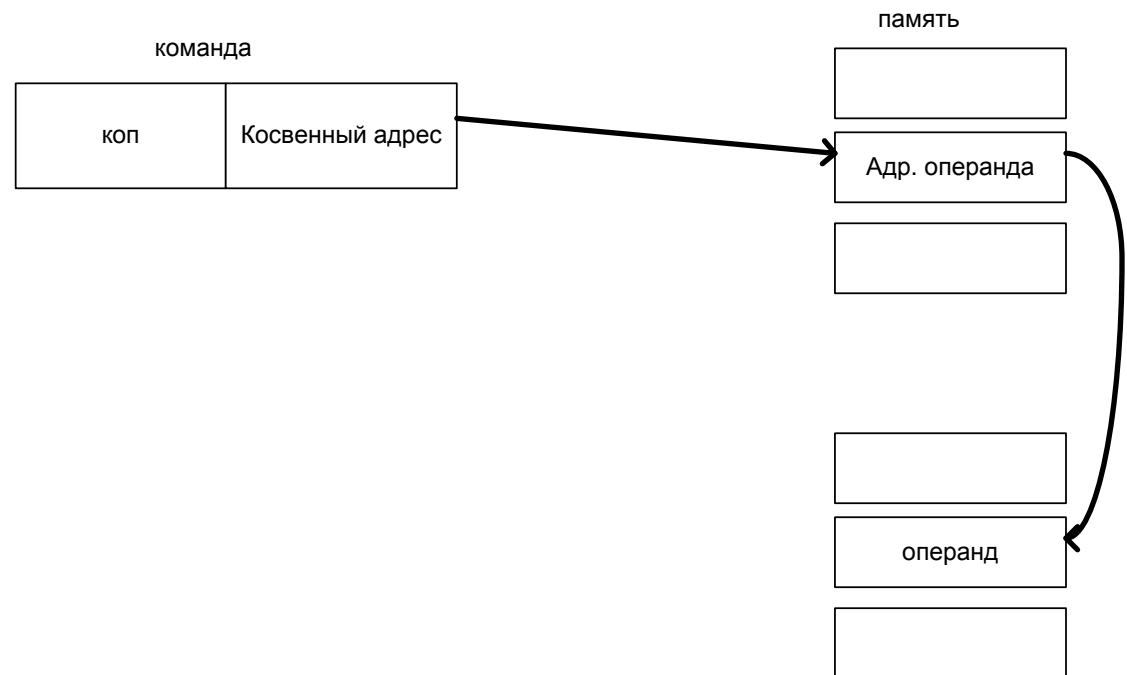 память
команда
коп
Косвенный адрес
Адр. операнда
операнд